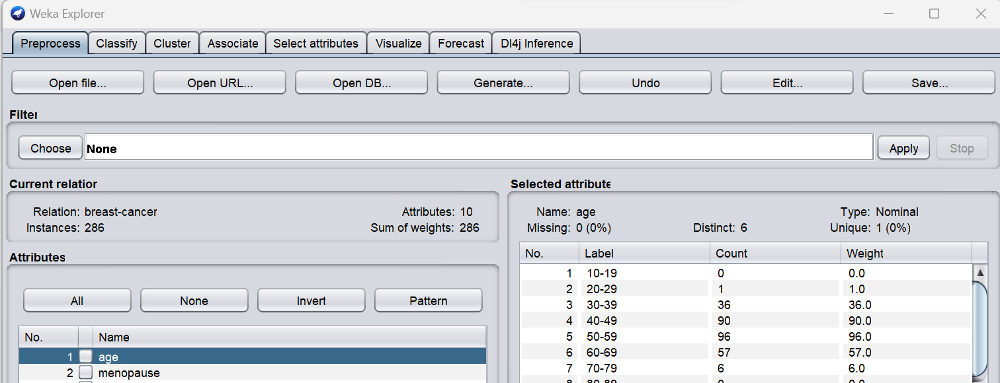 Weka Explorer
Preprocess Classify Cluster Associate Select attributes Visualize Forecast Dl4j Inference
Open file... Open URL... Open DB... Generate... Undo Edit... Save...
Filter
Choose None Apply Stop
Current relation
Relation: breast-cancer Attributes: 10
Instances: 286 Sum of weights: 286
Attributes
All None Invert Pattern
No. Name
1 age
2 menopause
Selected attribute
Name: age Type: Nominal
Missing: 0 (0%) Distinct: 6 Unique: 1 (0%)
No. Label Count Weight
1 10-19 0 0.0
2 20-29 1 1.0
3 30-39 36 36.0
4 40-49 90 90.0
5 50-59 96 96.0
6 60-69 57 57.0
7 70-79 6 6.0